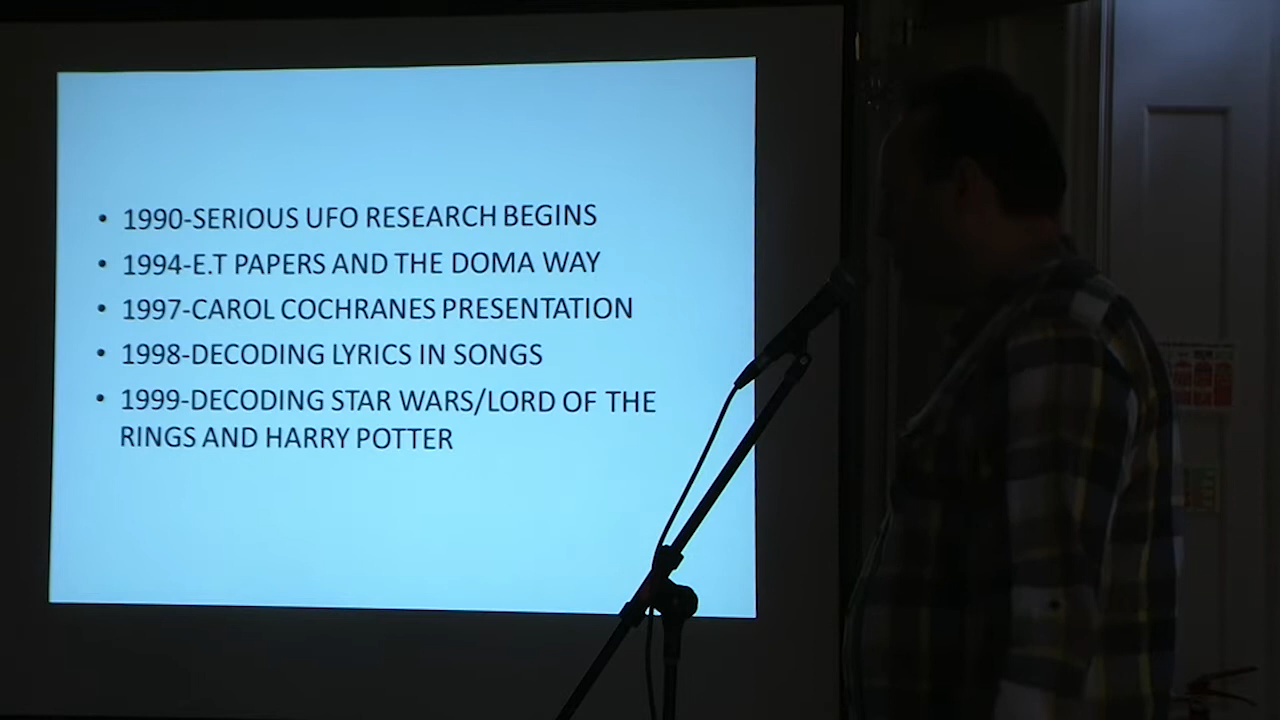 • 1990-SERIOUS UFO RESEARCH BEGINS
• 1994-E.T PAPERS AND THE DOMA WAY
• 1997-CAROL COCHRANES PRESENTATION
• 1998-DECODING LYRICS IN SONGS
• 1999-DECODING STAR WARS/LORD OF THE
RINGS AND HARRY POTTER